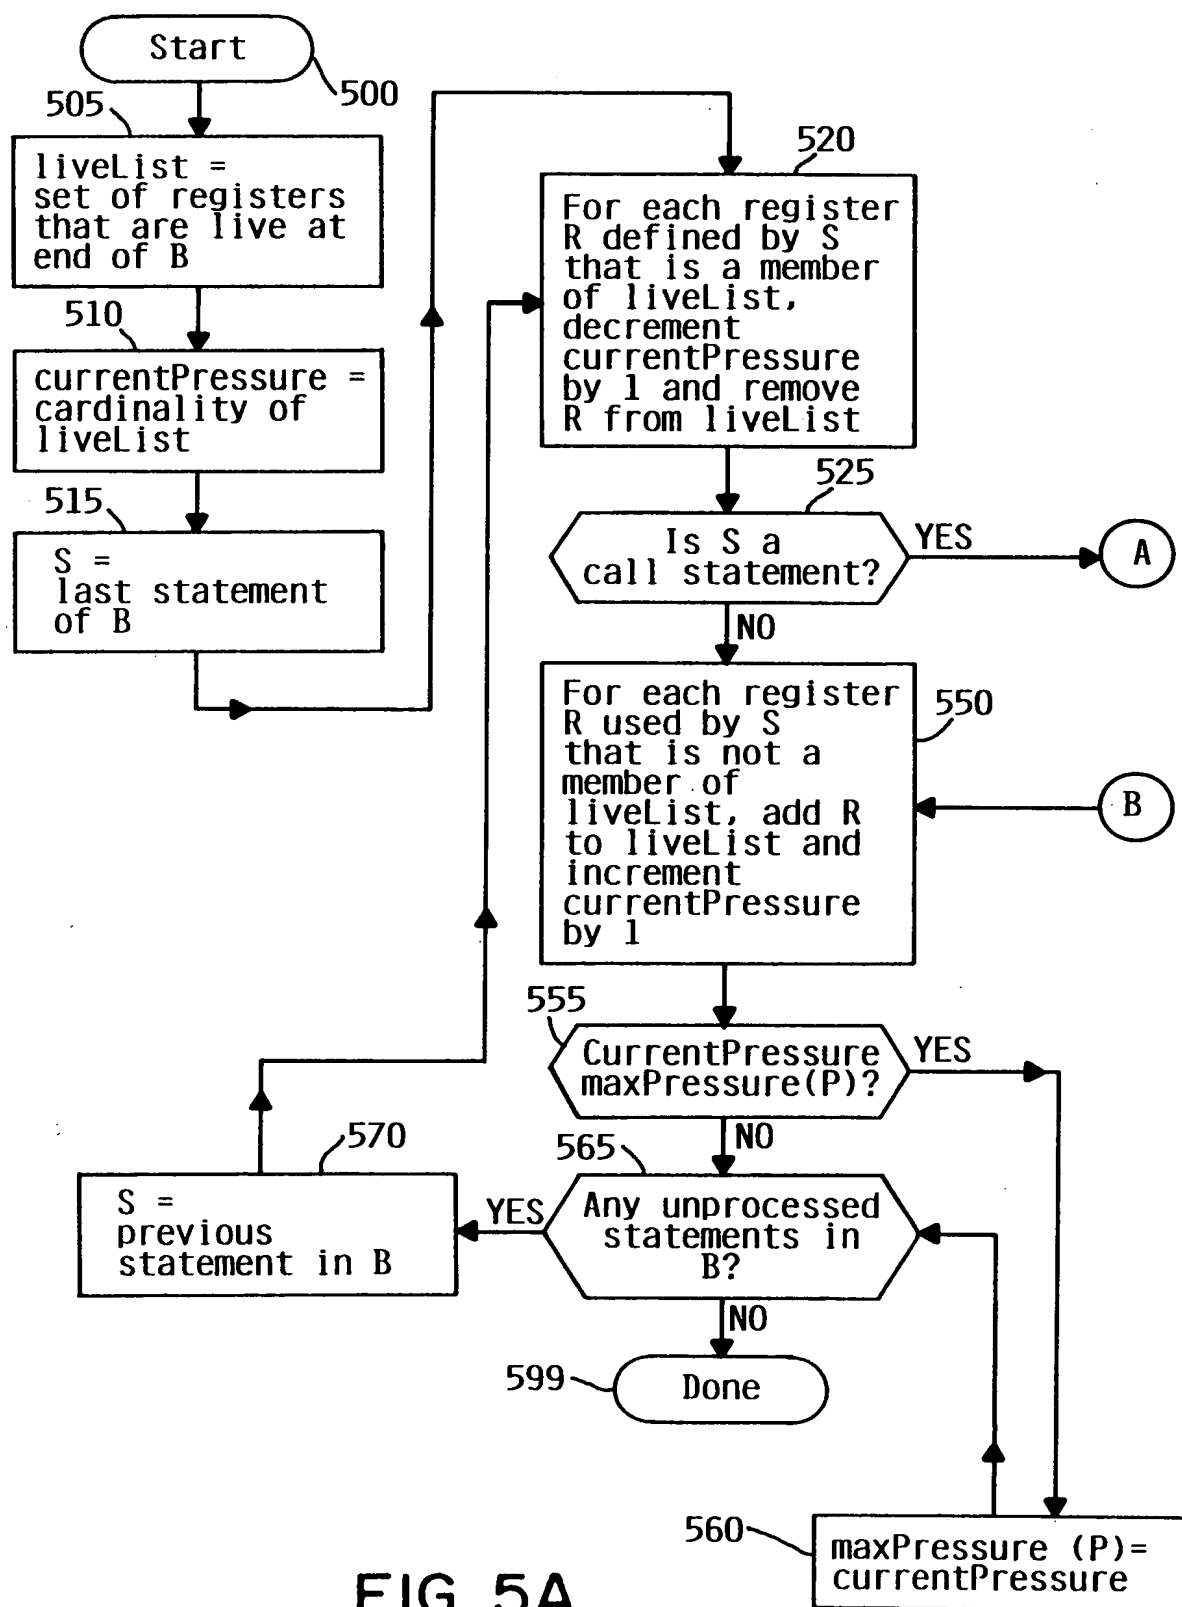 Start
500
505
liveList =
set of registers
that are live at
end of B
510
currentPressure =
cardinality of
liveList
515
S =
last statement
of B
520
For each register
R defined by S
that is a member
of liveList,
decrement
currentPressure
by 1 and remove
R from liveList
525
Is S a
call statement?
YES
A
NO
550
For each register
R used by S
that is not a
member of
liveList, add R
to liveList and
increment
currentPressure
by 1
B
555
CurrentPressure
maxPressure(P)?
YES
NO
565
Any unprocessed
statements in
B?
YES
570
S =
previous
statement in B
NO
599
Done
560
maxPressure (P)=
currentPressure
FIG. 5A